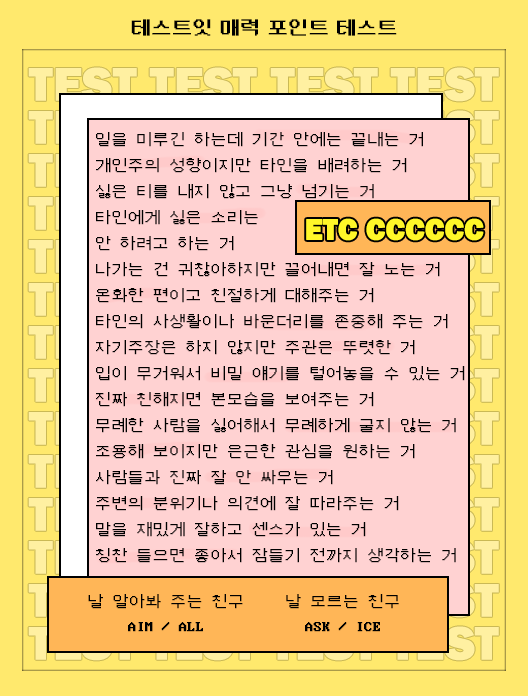 테스트잇 매력 포인트 테스트
TEST TEST TEST TEST
일을 미루긴 하는데 기간 안에는 끝내는 거
개인주의 성향이지만 타인을 배려하는 거
싫은 티를 내지 않고 그냥 넘기는 거
타인에게 싫은 소리는
안 하려고 하는 거
ETC CCCCCC
나가는 건 귀찮아하지만 끌어내면 잘 노는 거
온화한 편이고 친절하게 대해주는 거
타인의 사생활이나 바운더리를 존중해 주는 거
자기주장은 하지 않지만 주관은 뚜렷한 거
입이 무거워서 비밀 얘기를 털어놓을 수 있는 거
진짜 친해지면 본모습을 보여주는 거
무례한 사람을 싫어해서 무례하게 굴지 않는 거
조용해 보이지만 은근한 관심을 원하는 거
사람들과 진짜 잘 안 싸우는 거
주변의 분위기나 의견에 잘 따라주는 거
말을 재밌게 잘하고 센스가 있는 거
칭찬 들으면 좋아서 잠들기 전까지 생각하는 거
날 알아봐 주는 친구 날 모르는 친구
AIM / ALL ASK / ICE